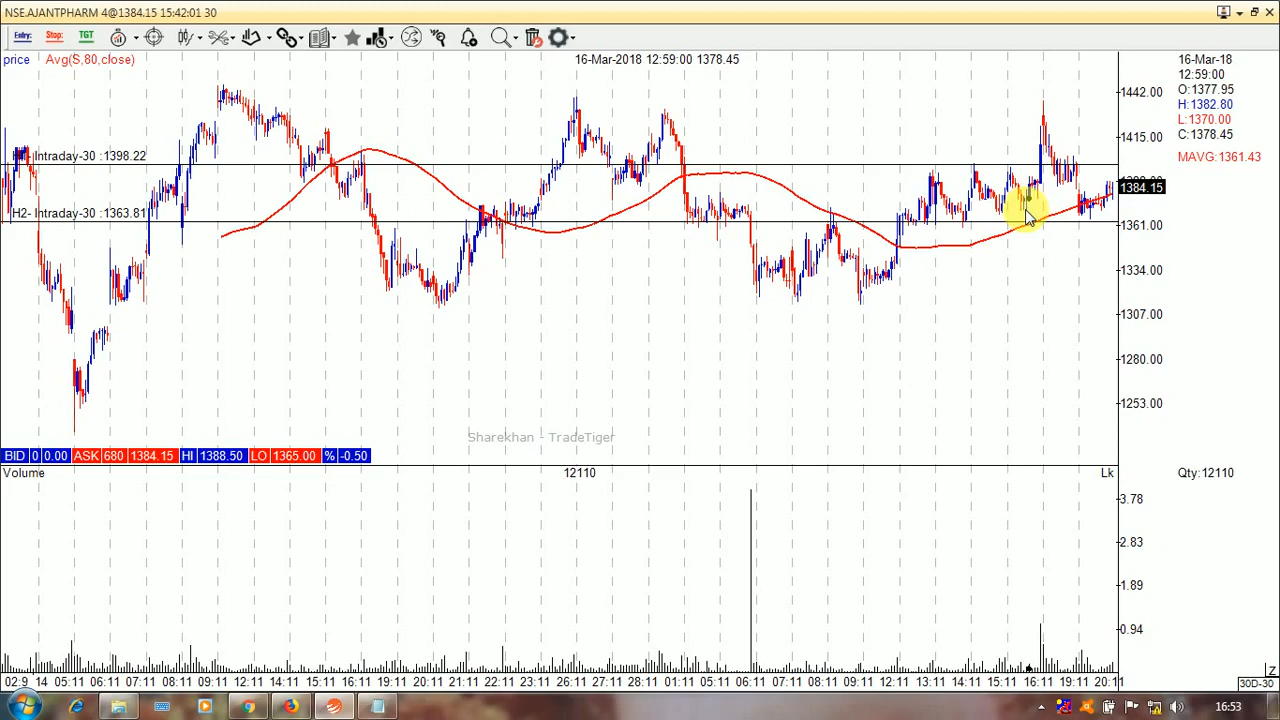 NSE.AJANTPHARM 4@1384.15 15:42:01 30
Entry: Stop: TGT
price Avg(S,80,close) 16-Mar-2018 12:59:00 1378.45
16-Mar-18
12:59:00
O:1377.95
H:1382.80
L:1370.00
C:1378.45
MAVG:1361.43
Intraday-30 :1398.22
H2- Intraday-30 :1363.81
1442.00
1415.00
1384.15
1361.00
1334.00
1307.00
1280.00
1253.00
Sharekhan - TradeTiger
BID 0 0.00 ASK 680 1384.15 HI 1388.50 LO 1365.00 % -0.50
Volume 12110 Lk Qty:12110
3.78
2.83
1.89
0.94
Z
02:9 14 05:11 06:11 07:11 08:11 09:11 12:11 13:11 14:11 15:11 16:11 19:11 20:11 21:11 22:11 23:11 26:11 27:11 28:11 01:11 05:11 06:11 07:11 08:11 09:11 12:11 13:11 14:11 15:11 16:11 19:11 20:11 30D-30
16:53